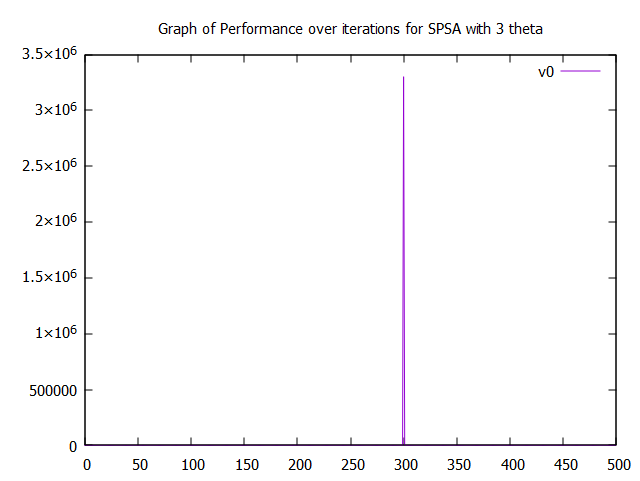 Graph of Performance over iterations for SPSA with 3 theta
v0
3.5×10⁶
3×10⁶
2.5×10⁶
2×10⁶
1.5×10⁶
1×10⁶
500000
0
0 50 100 150 200 250 300 350 400 450 500